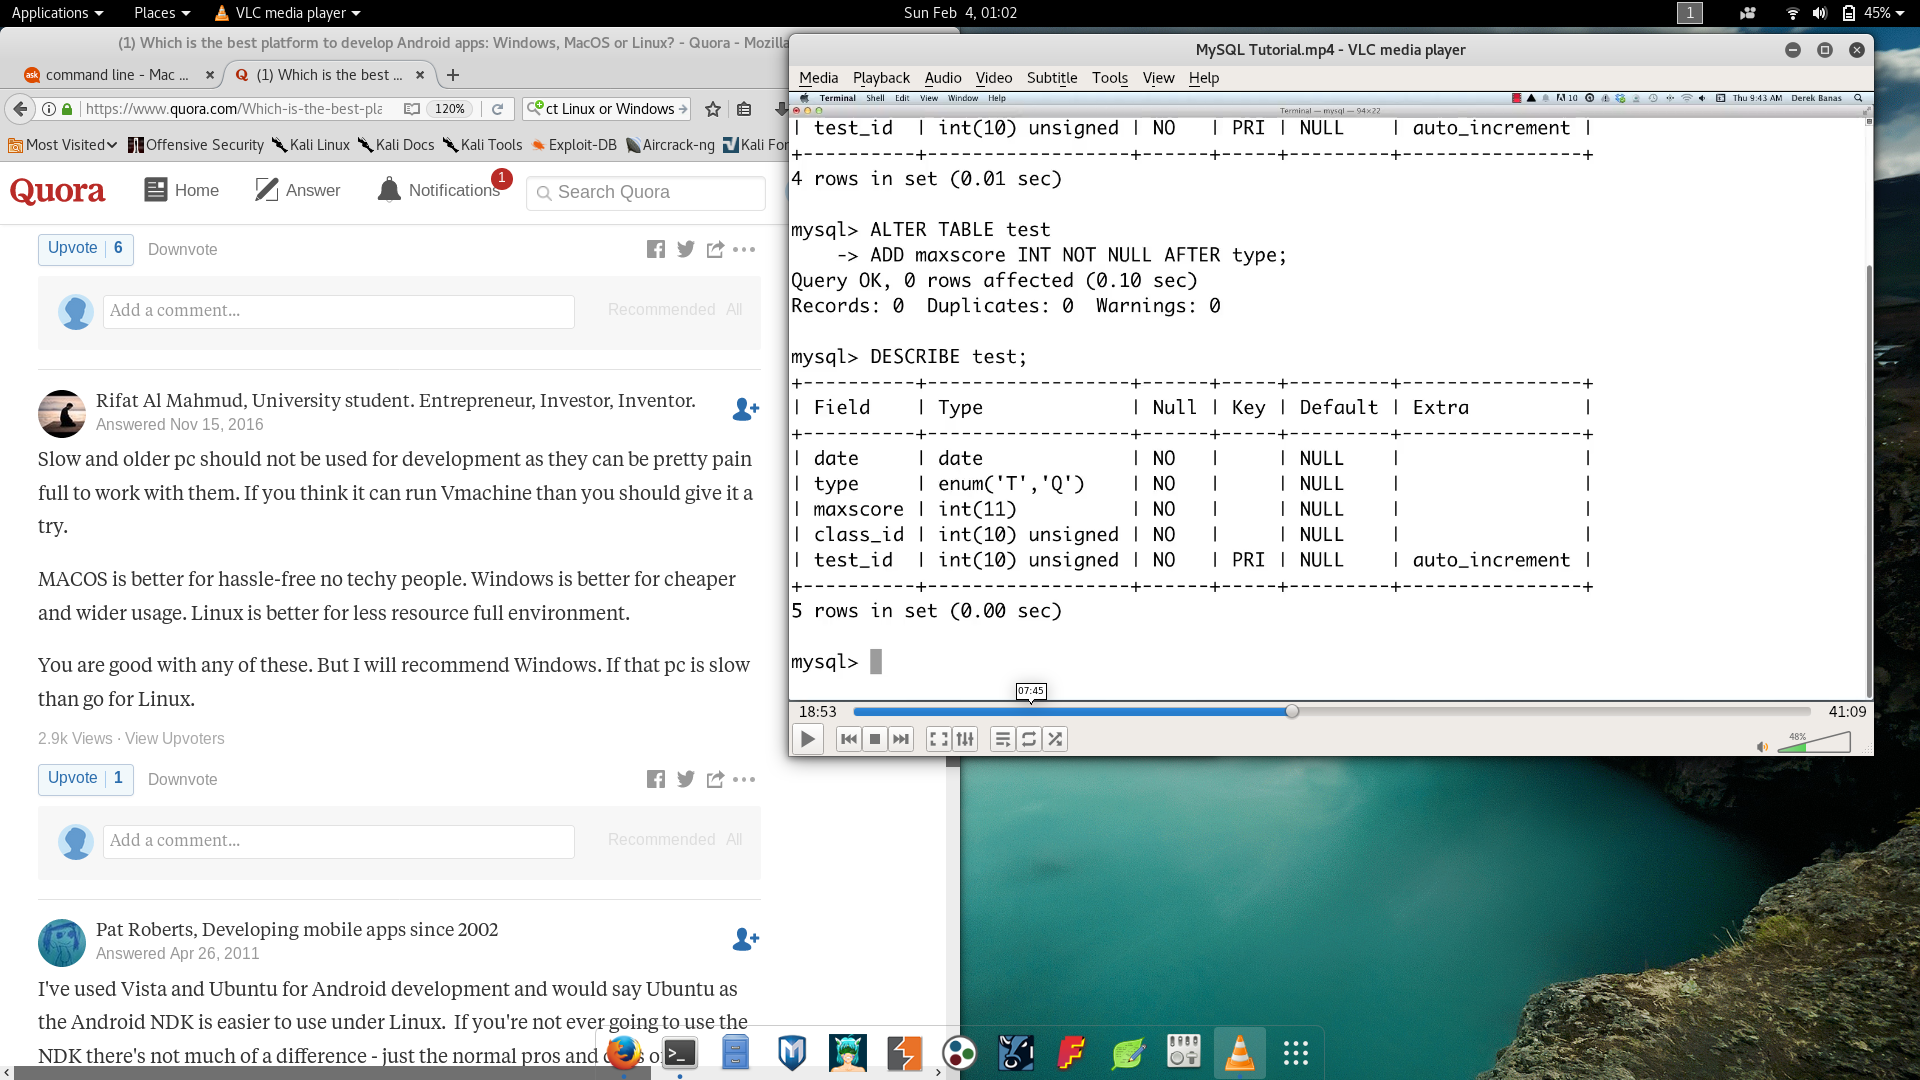 Applications
Places
VLC media player
Sun Feb  4, 01:02
1
45%
(1) Which is the best platform to develop Android apps: Windows, MacOS or Linux? - Quora - Mozilla
command line - Mac ...
(1) Which is the best ...
https://www.quora.com/Which-is-the-best-pla
120%
ct Linux or Windows
Most Visited
Offensive Security
Kali Linux
Kali Docs
Kali Tools
Exploit-DB
Aircrack-ng
Kali For
Quora
Home
Answer
Notifications
1
Search Quora
Upvote 6
Downvote
Add a comment...
Recommended All
Rifat Al Mahmud, University student. Entrepreneur, Investor, Inventor.
Answered Nov 15, 2016
Slow and older pc should not be used for development as they can be pretty pain
full to work with them. If you think it can run Vmachine than you should give it a
try.
MACOS is better for hassle-free no techy people. Windows is better for cheaper
and wider usage. Linux is better for less resource full environment.
You are good with any of these. But I will recommend Windows. If that pc is slow
than go for Linux.
2.9k Views · View Upvoters
Upvote 1
Downvote
Add a comment...
Recommended All
Pat Roberts, Developing mobile apps since 2002
Answered Apr 26, 2011
I've used Vista and Ubuntu for Android development and would say Ubuntu as
the Android NDK is easier to use under Linux.  If you're not ever going to use the
NDK there's not much of a difference - just the normal pros and
MySQL Tutorial.mp4 - VLC media player
Media Playback Audio Video Subtitle Tools View Help
Terminal Shell Edit View Window Help
10
Thu 9:43 AM Derek Banas
Terminal — mysql — 94×22
| test_id  | int(10) unsigned | NO   | PRI | NULL    | auto_increment |
+----------+------------------+------+-----+---------+----------------+
4 rows in set (0.01 sec)
mysql> ALTER TABLE test
    -> ADD maxscore INT NOT NULL AFTER type;
Query OK, 0 rows affected (0.10 sec)
Records: 0  Duplicates: 0  Warnings: 0
mysql> DESCRIBE test;
+----------+------------------+------+-----+---------+----------------+
| Field    | Type             | Null | Key | Default | Extra          |
+----------+------------------+------+-----+---------+----------------+
| date     | date             | NO   |     | NULL    |                |
| type     | enum('T','Q')    | NO   |     | NULL    |                |
| maxscore | int(11)          | NO   |     | NULL    |                |
| class_id | int(10) unsigned | NO   |     | NULL    |                |
| test_id  | int(10) unsigned | NO   | PRI | NULL    | auto_increment |
+----------+------------------+------+-----+---------+----------------+
5 rows in set (0.00 sec)
mysql>
07:45
18:53
41:09
48%